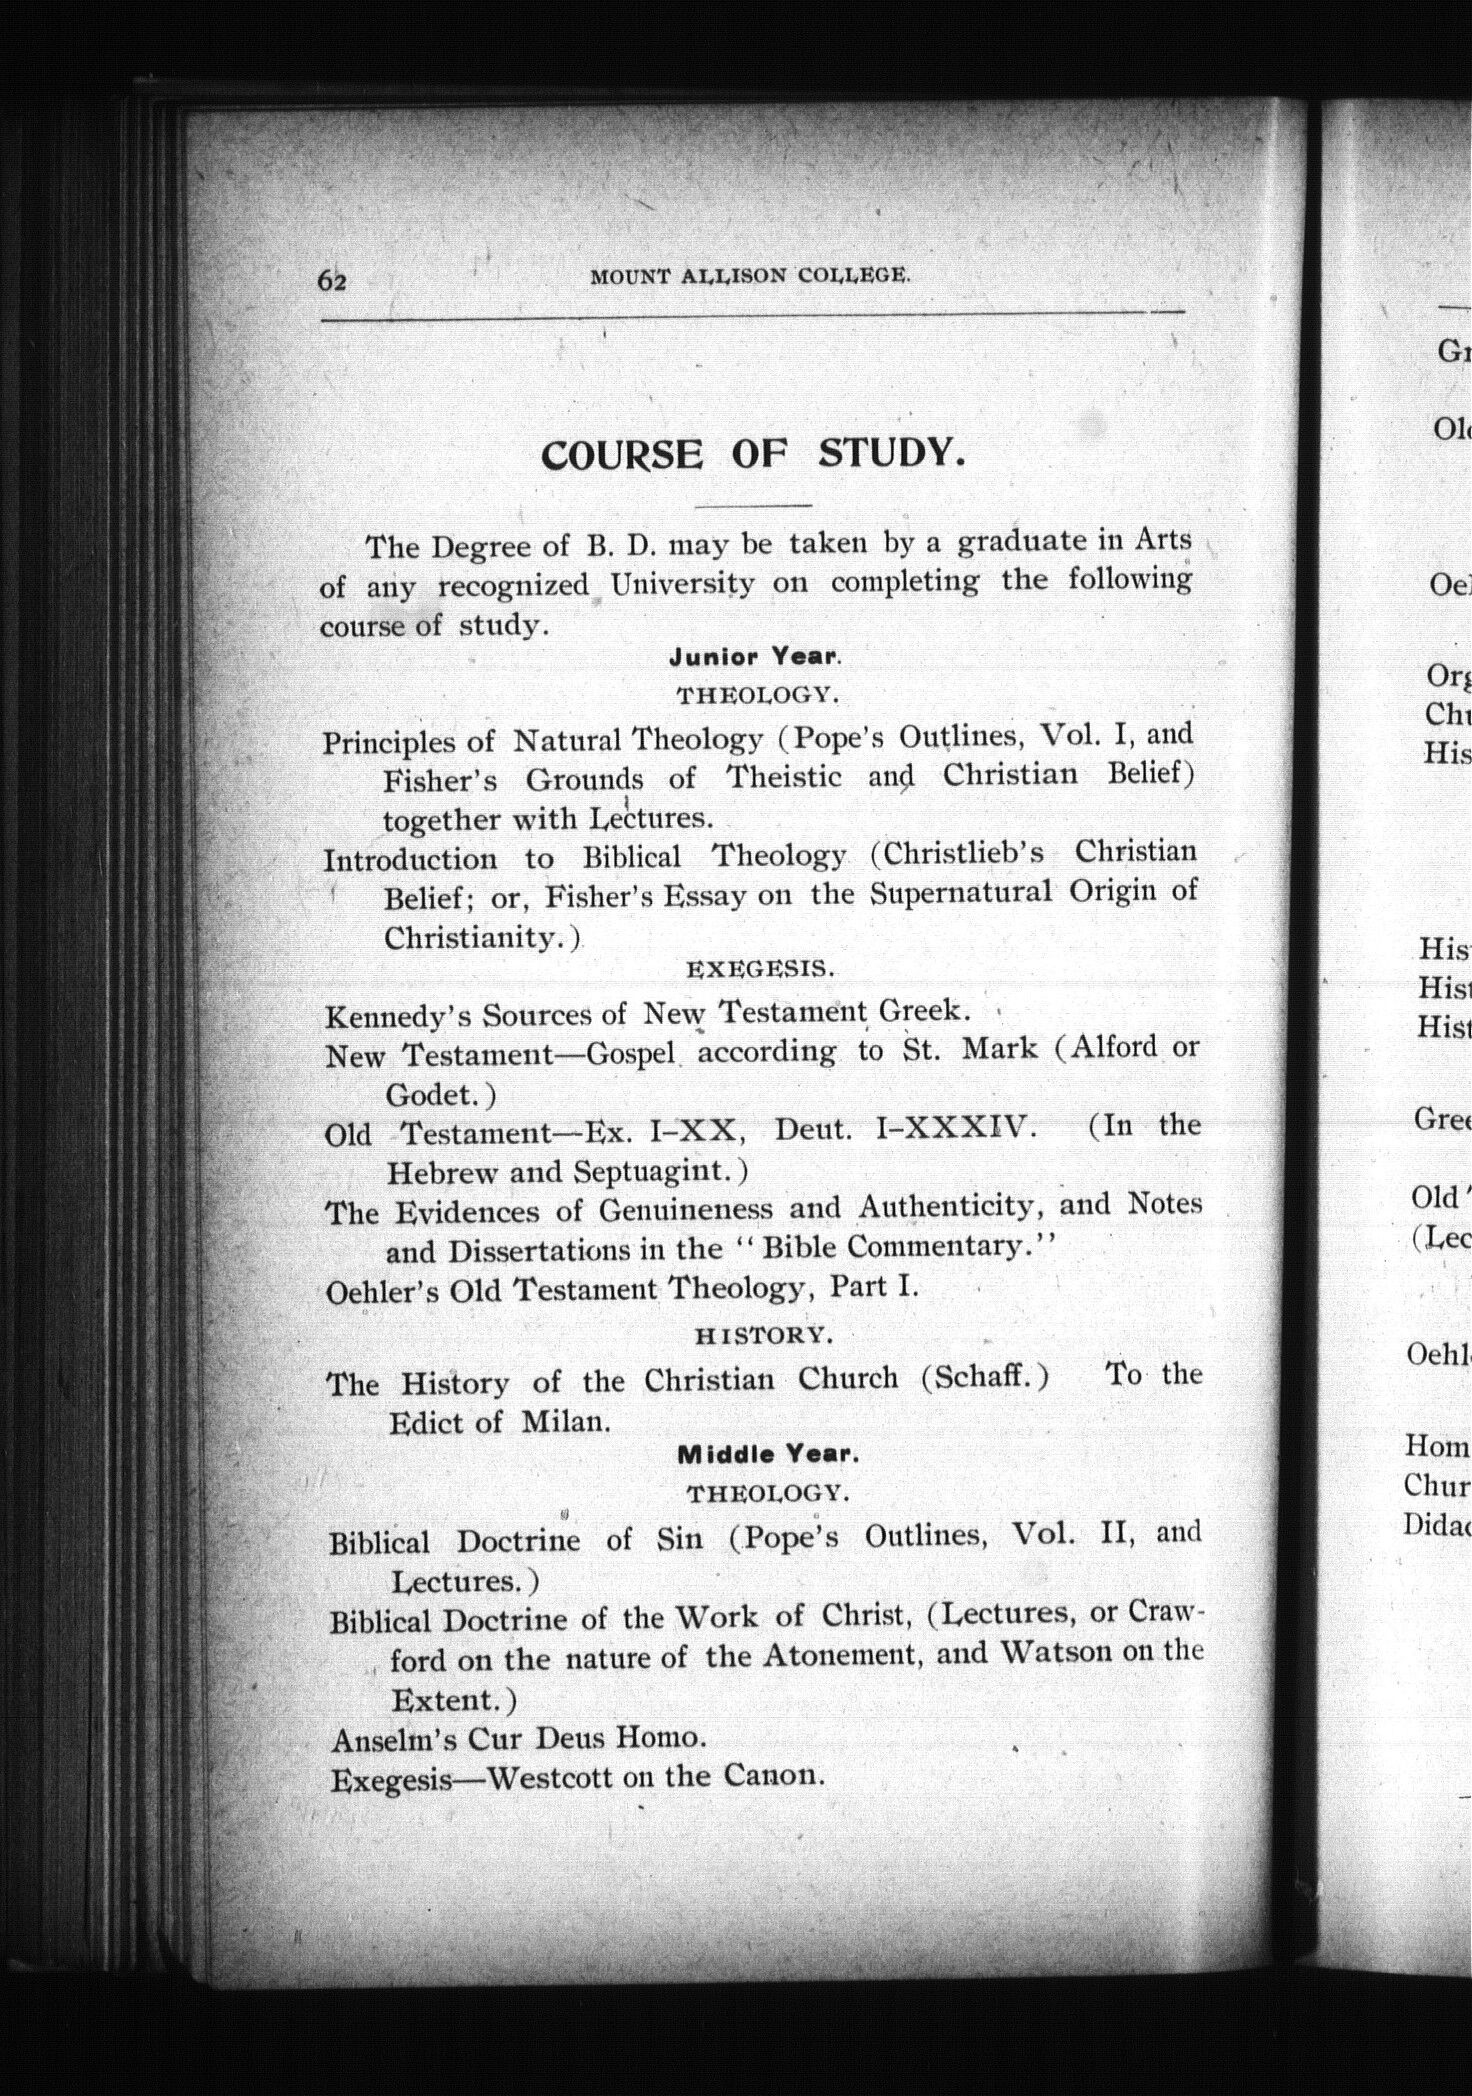 62
MOUNT ALLISON COLLEGE.
COURSE OF STUDY.
The Degree of B. D. may be taken by a graduate in Arts
of any recognized University on completing the following
course of study.
Junior Year.
THEOLOGY.
Principles of Natural Theology (Pope's Outlines, Vol. I, and
Fisher's Grounds of Theistic and Christian Belief)
together with Lectures.
Introduction to Biblical Theology (Christlieb's Christian
Belief; or, Fisher's Essay on the Supernatural Origin of
Christianity.)
EXEGESIS.
Kennedy's Sources of New Testament Greek.
New Testament—Gospel according to St. Mark (Alford or
Godet.)
Old Testament—Ex. I–XX, Deut. I–XXXIV. (In the
Hebrew and Septuagint.)
The Evidences of Genuineness and Authenticity, and Notes
and Dissertations in the "Bible Commentary."
Oehler's Old Testament Theology, Part I.
HISTORY.
The History of the Christian Church (Schaff.) To the
Edict of Milan.
Middle Year.
THEOLOGY.
Biblical Doctrine of Sin (Pope's Outlines, Vol. II, and
Lectures.)
Biblical Doctrine of the Work of Christ, (Lectures, or Craw-
ford on the nature of the Atonement, and Watson on the
Extent.)
Anselm's Cur Deus Homo.
Exegesis—Westcott on the Canon.
Old